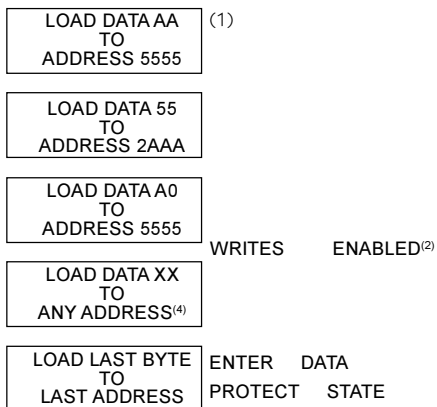 LOAD DATA AA (1)
TO
ADDRESS 5555
LOAD DATA 55
TO
ADDRESS 2AAA
LOAD DATA A0
TO
ADDRESS 5555
WRITES ENABLED(2)
LOAD DATA XX
TO
ANY ADDRESS(4)
LOAD LAST BYTE
TO
LAST ADDRESS
ENTER DATA
PROTECT STATE